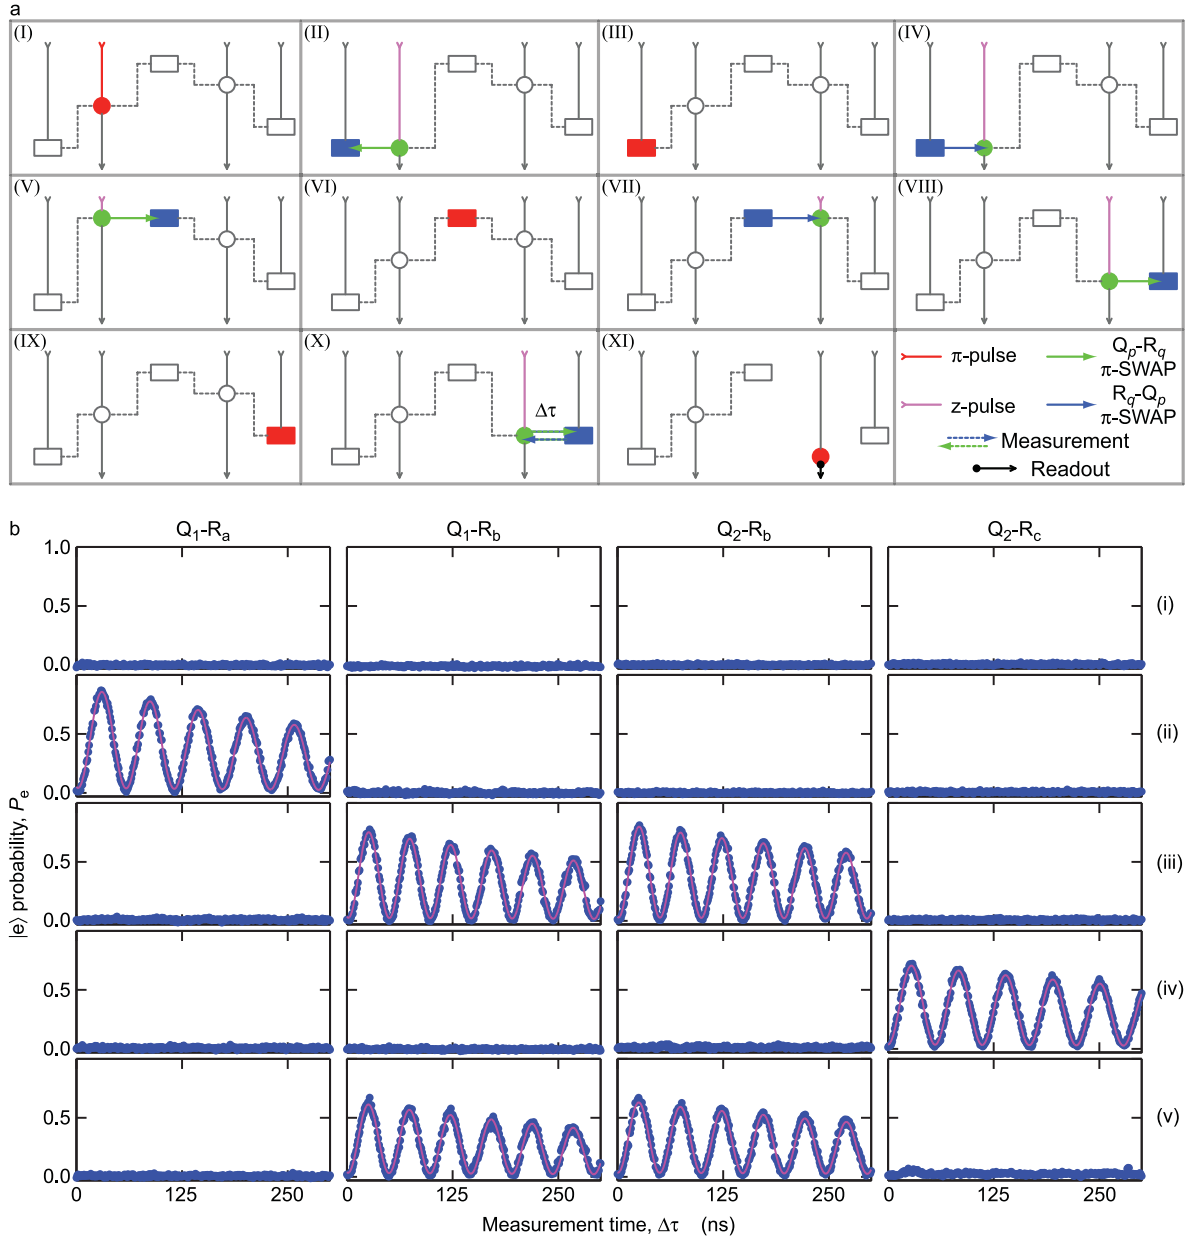 a
(I) (II) (III) (IV)
(V) (VI) (VII) (VIII)
(IX) (X) (XI)
Δτ
π-pulse
Qp-Rq
π-SWAP
z-pulse
Rq-Qp
π-SWAP
Measurement
Readout
b
Q1-Ra Q1-Rb Q2-Rb Q2-Rc
1.0
0.5
0.0
(i)
0.5
0.0
(ii)
0.5
0.0
(iii)
0.5
0.0
(iv)
0.5
0.0
(v)
|e⟩ probability, Pe
0 125 250 0 125 250 0 125 250 0 125 250
Measurement time, Δτ (ns)